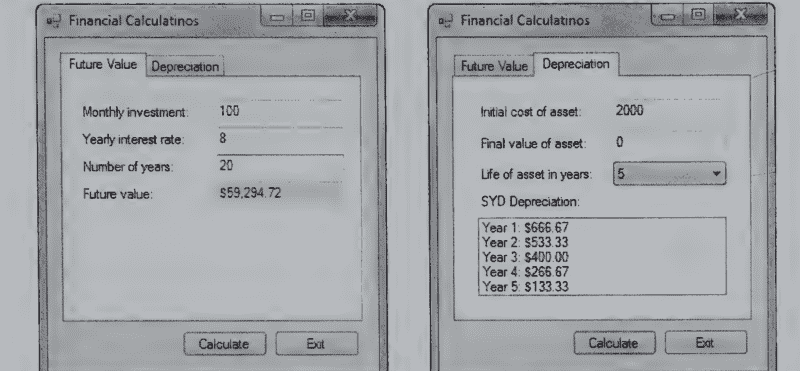 Financial Calculatinos
Future Value
Depreciation
Monthly investment: 100
Yearly interest rate: 8
Number of years: 20
Future value: $59,294.72
Calculate
Exit
Financial Calculatinos
Future Value
Depreciation
Initial cost of asset: 2000
Final value of asset: 0
Life of asset in years: 5
SYD Depreciation:
Year 1: $666.67
Year 2: $533.33
Year 3: $400.00
Year 4: $266.67
Year 5: $133.33
Calculate
Exit